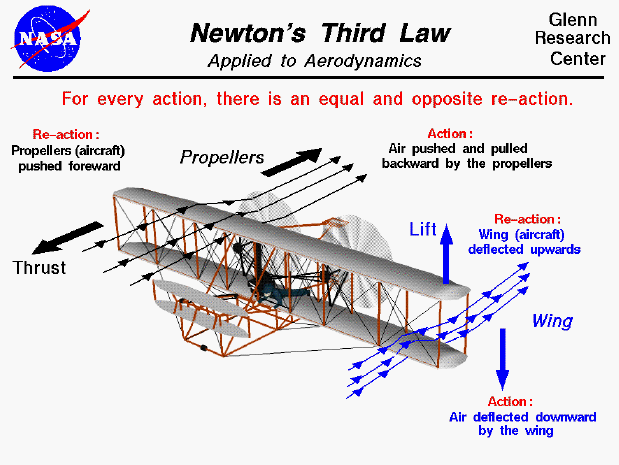 NASA
Newton's Third Law
Applied to Aerodynamics
Glenn
Research
Center
For every action, there is an equal and opposite re-action.
Re-action:
Propellers (aircraft)
pushed foreward
Propellers
Action:
Air pushed and pulled
backward by the propellers
Thrust
Lift
Re-action:
Wing (aircraft)
deflected upwards
Wing
Action:
Air deflected downward
by the wing